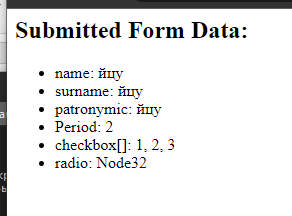 Submitted Form Data:
name: йцу
surname: йцу
patronymic: йцу
Period: 2
checkbox[]: 1, 2, 3
radio: Node32